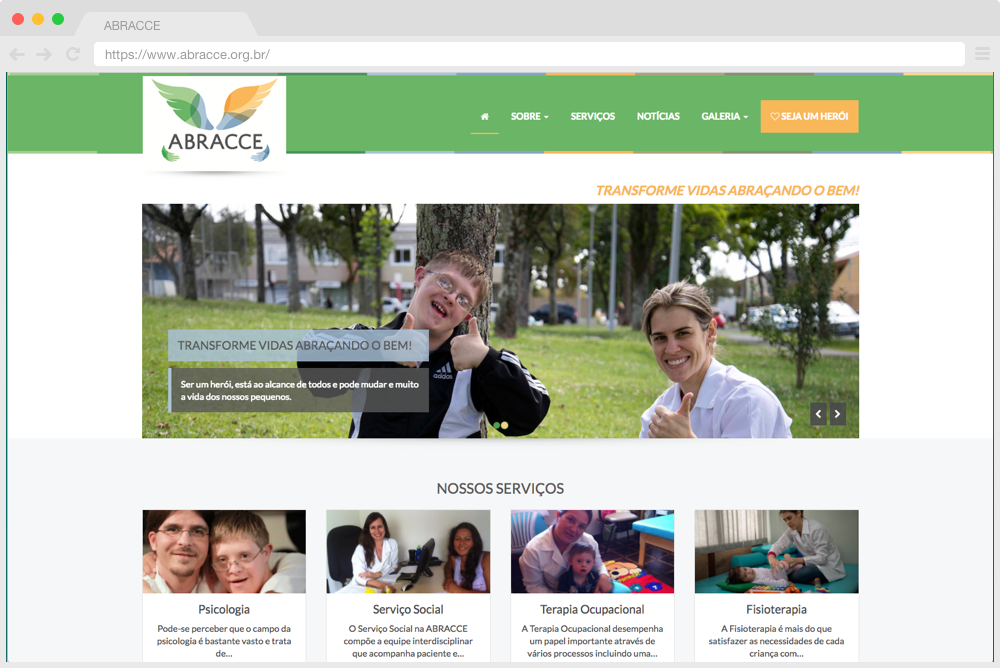 ABRACCE
https://www.abracce.org.br/
ABRACCE
SOBRE
SERVIÇOS
NOTÍCIAS
GALERIA
SEJA UM HERÓI
TRANSFORME VIDAS ABRAÇANDO O BEM!
TRANSFORME VIDAS ABRAÇANDO O BEM!
Ser um herói, está ao alcance de todos e pode mudar e muito
a vida dos nossos pequenos.
adidas
NOSSOS SERVIÇOS
Psicologia
Pode-se perceber que o campo da
psicologia é bastante vasto e trata
de...
Serviço Social
O Serviço Social na ABRACCE
compõe a equipe interdisciplinar
que acompanha paciente e...
Terapia Ocupacional
A Terapia Ocupacional desempenha
um papel importante através de
vários processos incluindo uma...
Fisioterapia
A Fisioterapia é mais do que
satisfazer as necessidades de cada
criança com...